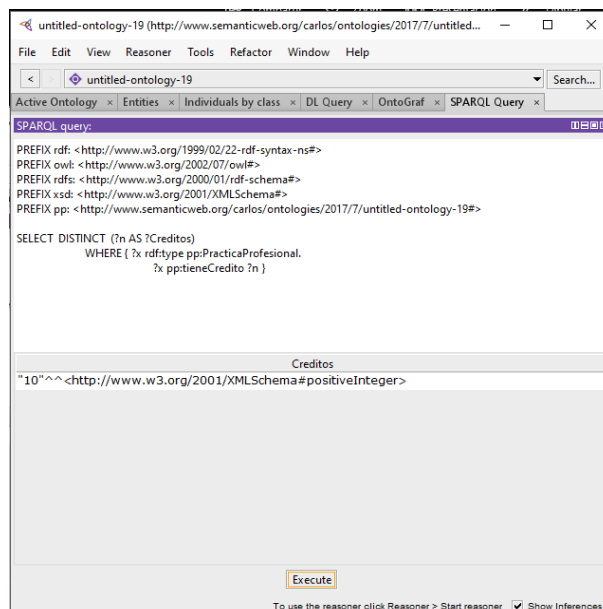 untitled-ontology-19 (http://www.semanticweb.org/carlos/ontologies/2017/7/untitled...
File Edit View Reasoner Tools Refactor Window Help
< > untitled-ontology-19 Search...
Active Ontology × Entities × Individuals by class × DL Query × OntoGraf × SPARQL Query ×
SPARQL query:
PREFIX rdf: <http://www.w3.org/1999/02/22-rdf-syntax-ns#>
PREFIX owl: <http://www.w3.org/2002/07/owl#>
PREFIX rdfs: <http://www.w3.org/2000/01/rdf-schema#>
PREFIX xsd: <http://www.w3.org/2001/XMLSchema#>
PREFIX pp: <http://www.semanticweb.org/carlos/ontologies/2017/7/untitled-ontology-19#>
SELECT DISTINCT (?n AS ?Creditos)
WHERE { ?x rdf:type pp:PracticaProfesional.
?x pp:tieneCredito ?n }
Creditos
"10"^^<http://www.w3.org/2001/XMLSchema#positiveInteger>
Execute
To use the reasoner click Reasoner > Start reasoner Show Inferences